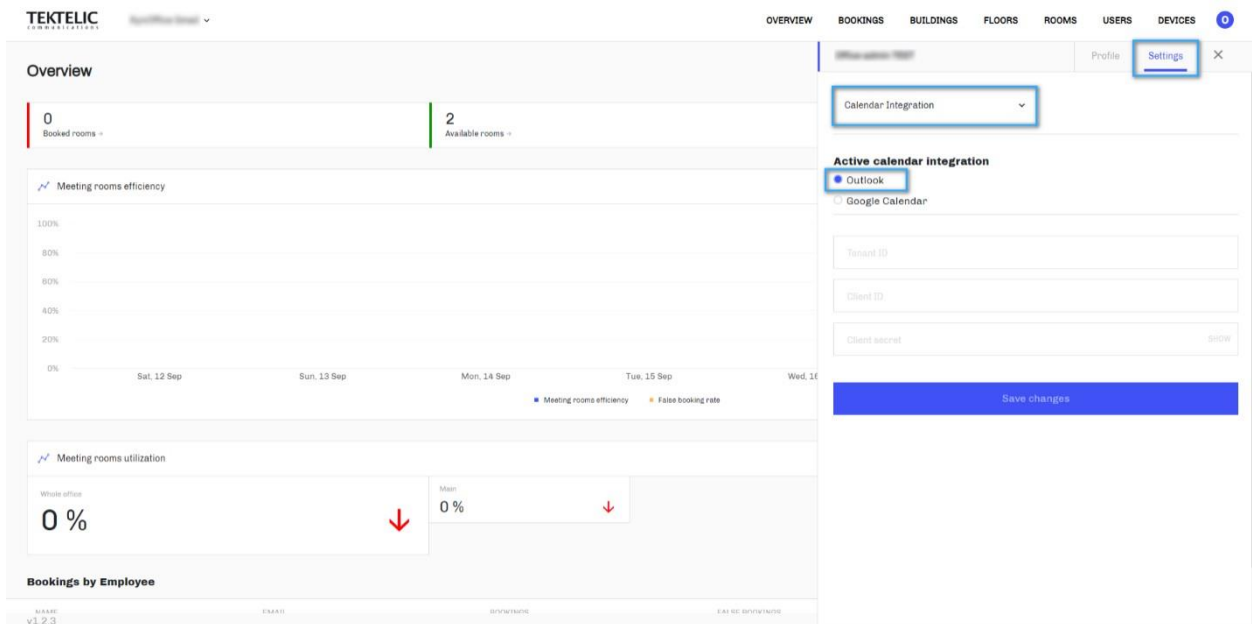 TEKTELIC
communications
OVERVIEW BOOKINGS BUILDINGS FLOORS ROOMS USERS DEVICES O
Overview
Profile Settings ×
0
Booked rooms →
2
Available rooms →
Calendar Integration
Active calendar integration
Outlook
Google Calendar
Tenant ID
Client ID
Client secret SHOW
Save changes
Meeting rooms efficiency
100%
80%
60%
40%
20%
0%
Sat, 12 Sep Sun, 13 Sep Mon, 14 Sep Tue, 15 Sep Wed, 16
Meeting rooms efficiency False booking rate
Meeting rooms utilization
Whole office
0 %
Main
0 %
Bookings by Employee
NAME EMAIL BOOKINGS FALSE BOOKINGS
v1.2.3